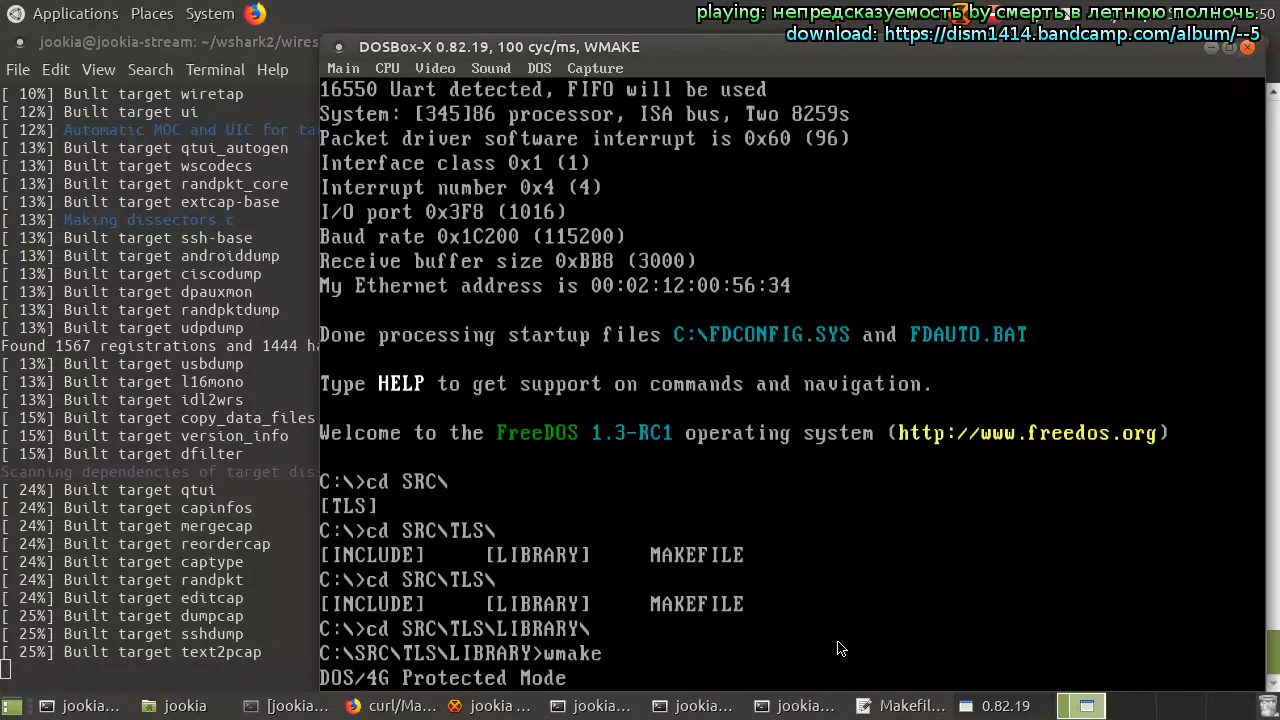 Applications Places System
:50
playing: непредсказуемость by смерть в летнюю полночь
download: https://dism1414.bandcamp.com/album/--5
jookia@jookia-stream: ~/wshark2/wires
File Edit View Search Terminal Help
[ 10%] Built target wiretap
[ 12%] Built target ui
[ 12%] Automatic MOC and UIC for ta
[ 13%] Built target qtui_autogen
[ 13%] Built target wscodecs
[ 13%] Built target randpkt_core
[ 13%] Built target extcap-base
[ 13%] Making dissectors.c
[ 13%] Built target ssh-base
[ 13%] Built target androiddump
[ 13%] Built target ciscodump
[ 13%] Built target dpauxmon
[ 13%] Built target randpktdump
[ 13%] Built target udpdump
Found 1567 registrations and 1444 ha
[ 13%] Built target usbdump
[ 13%] Built target l16mono
[ 13%] Built target idl2wrs
[ 15%] Built target copy_data_files
[ 15%] Built target version_info
[ 15%] Built target dfilter
Scanning dependencies of target dis
[ 24%] Built target qtui
[ 24%] Built target capinfos
[ 24%] Built target mergecap
[ 24%] Built target reordercap
[ 24%] Built target captype
[ 24%] Built target randpkt
[ 24%] Built target editcap
[ 25%] Built target dumpcap
[ 25%] Built target sshdump
[ 25%] Built target text2pcap
DOSBox-X 0.82.19, 100 cyc/ms, WMAKE
Main CPU Video Sound DOS Capture
16550 Uart detected, FIFO will be used
System: [345]86 processor, ISA bus, Two 8259s
Packet driver software interrupt is 0x60 (96)
Interface class 0x1 (1)
Interrupt number 0x4 (4)
I/O port 0x3F8 (1016)
Baud rate 0x1C200 (115200)
Receive buffer size 0xBB8 (3000)
My Ethernet address is 00:02:12:00:56:34
Done processing startup files C:\FDCONFIG.SYS and FDAUTO.BAT
Type HELP to get support on commands and navigation.
Welcome to the FreeDOS 1.3-RC1 operating system (http://www.freedos.org)
C:\>cd SRC\
[TLS]
C:\>cd SRC\TLS\
[INCLUDE] [LIBRARY] MAKEFILE
C:\>cd SRC\TLS\
[INCLUDE] [LIBRARY] MAKEFILE
C:\>cd SRC\TLS\LIBRARY\
C:\SRC\TLS\LIBRARY>wmake
DOS/4G Protected Mode
jookia... jookia [jookia... curl/Ma... jookia ... jookia... jookia... jookia... Makefil... 0.82.19